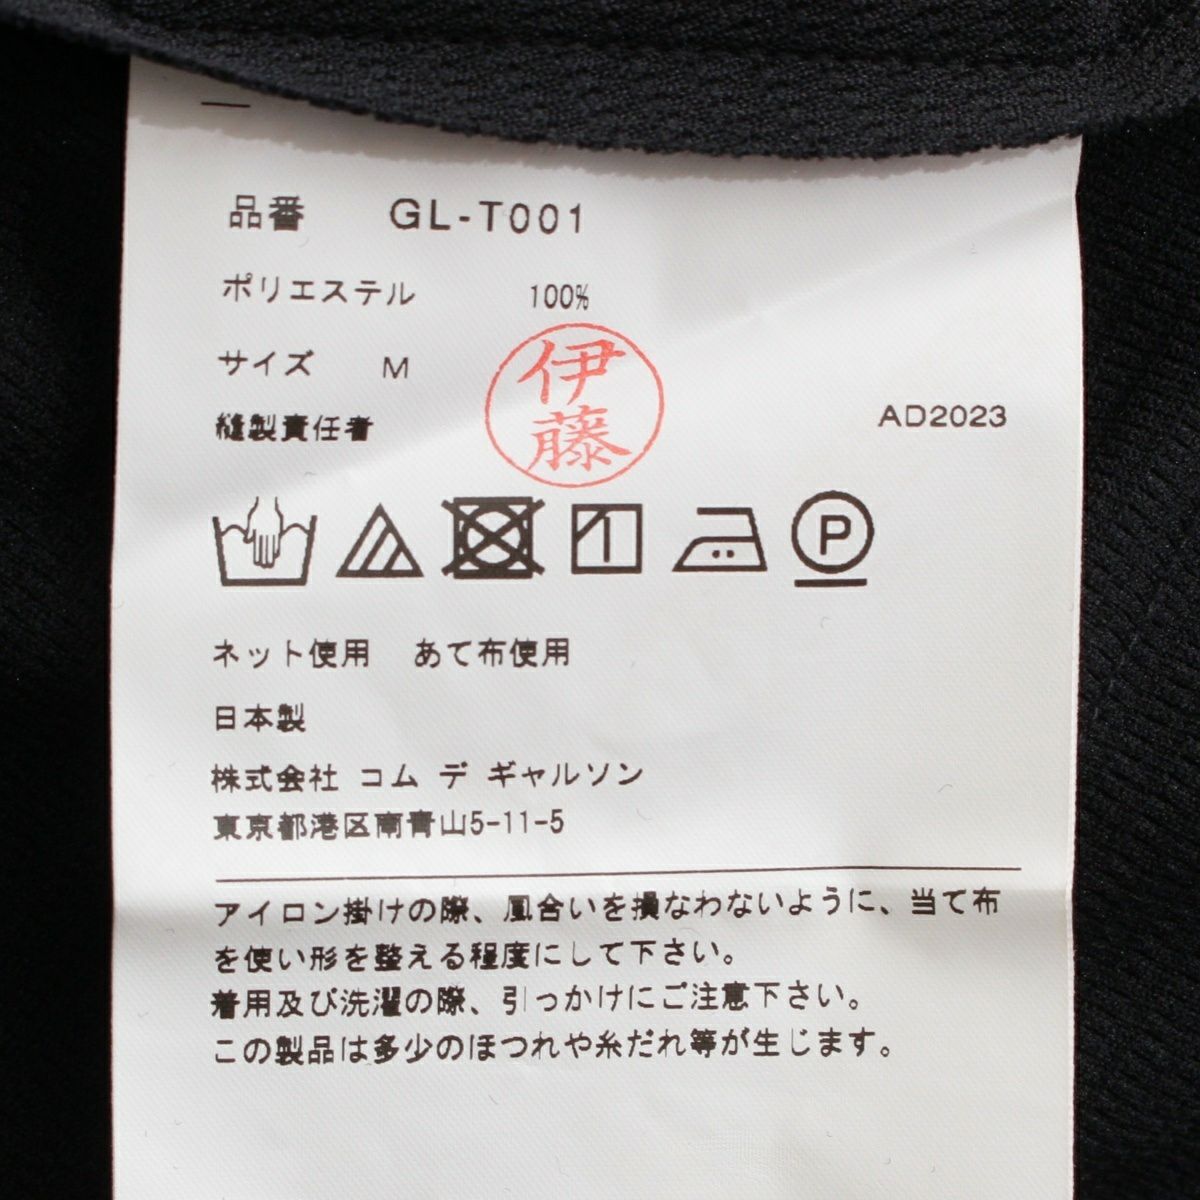 品番 GL-T001
ポリエステル 100%
サイズ M
縫製責任者 伊藤 AD2023
P
ネット使用 あて布使用
日本製
株式会社 コム デ ギャルソン
東京都港区南青山5-11-5
アイロン掛けの際、風合いを損なわないように、当て布
を使い形を整える程度にして下さい。
着用及び洗濯の際、引っかけにご注意下さい。
この製品は多少のほつれや糸だれ等が生じます。